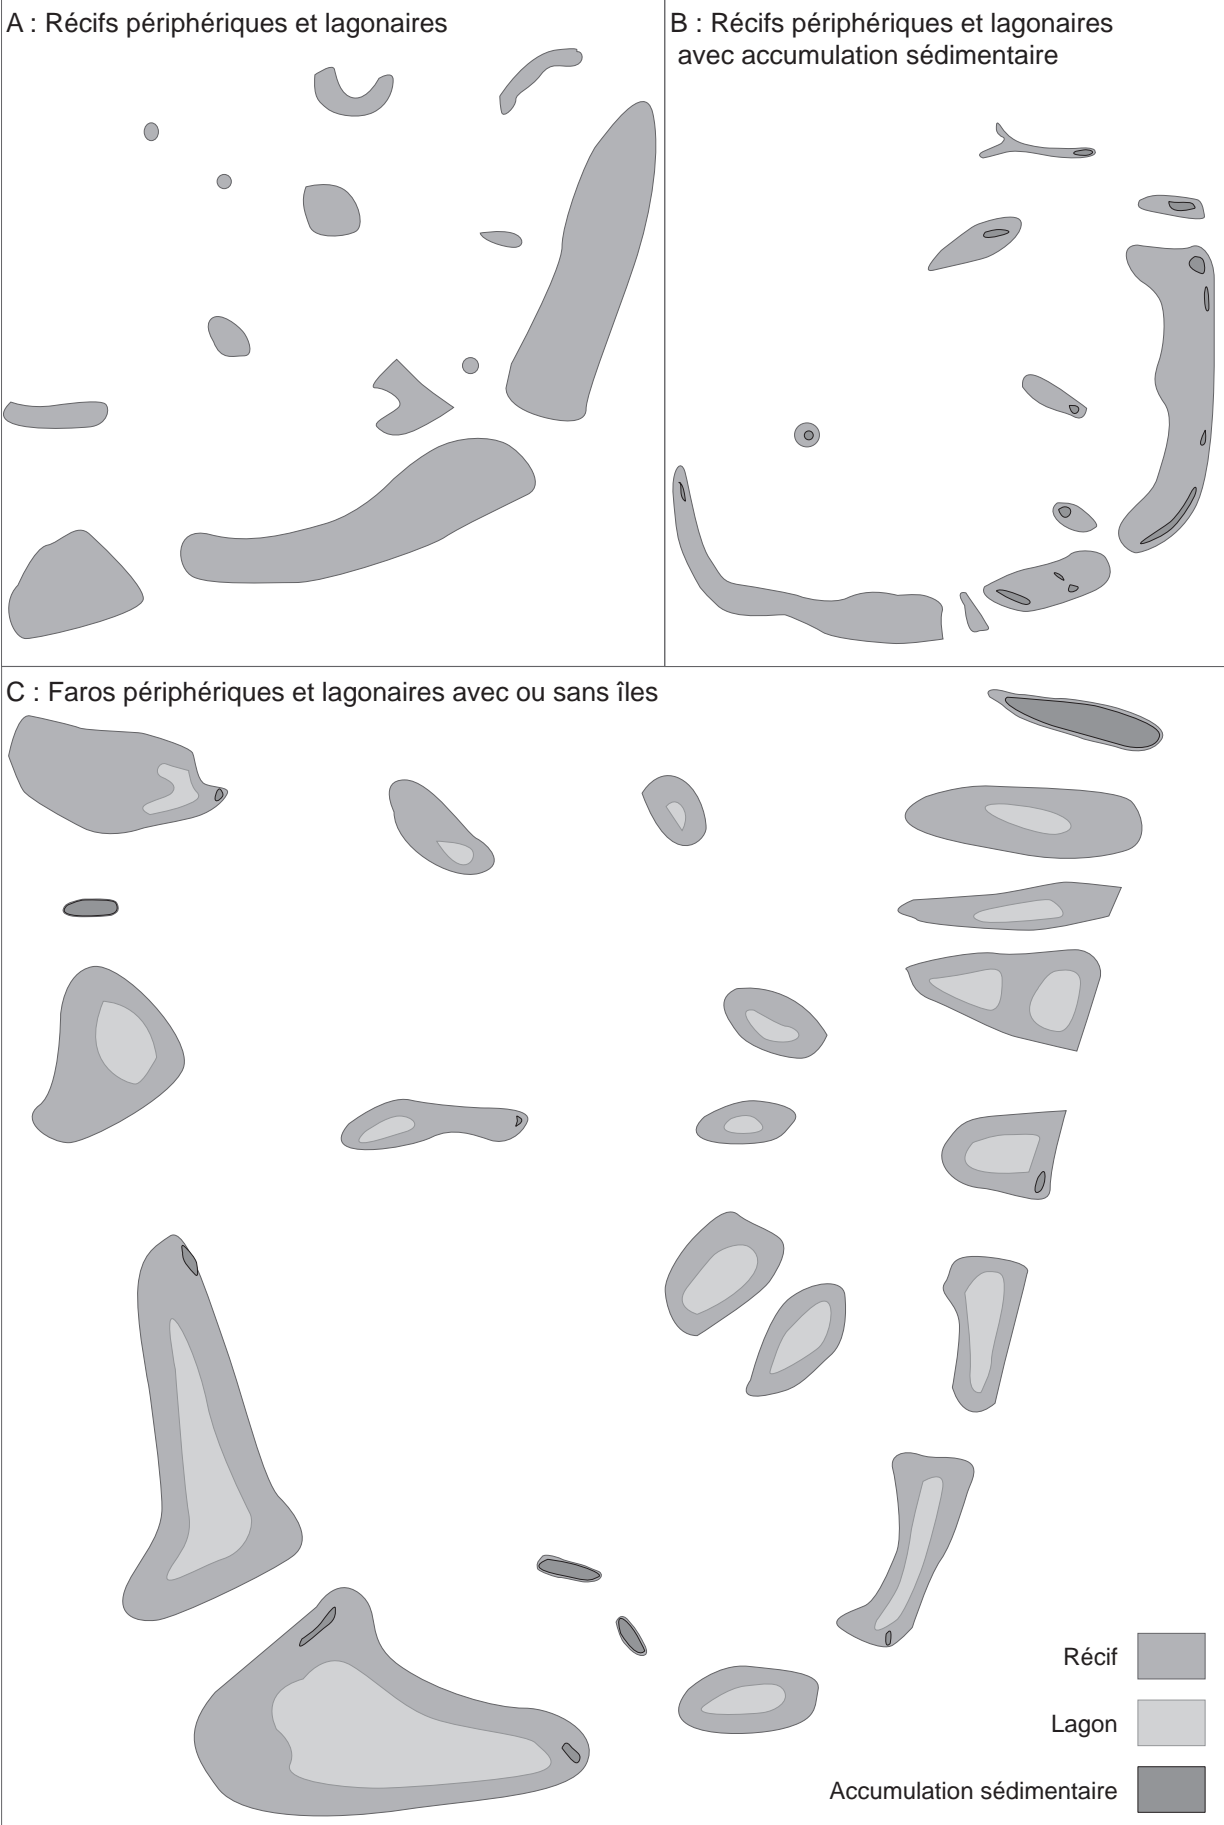 A : Récifs périphériques et lagonaires
B : Récifs périphériques et lagonaires
avec accumulation sédimentaire
C : Faros périphériques et lagonaires avec ou sans îles
Récif
Lagon
Accumulation sédimentaire